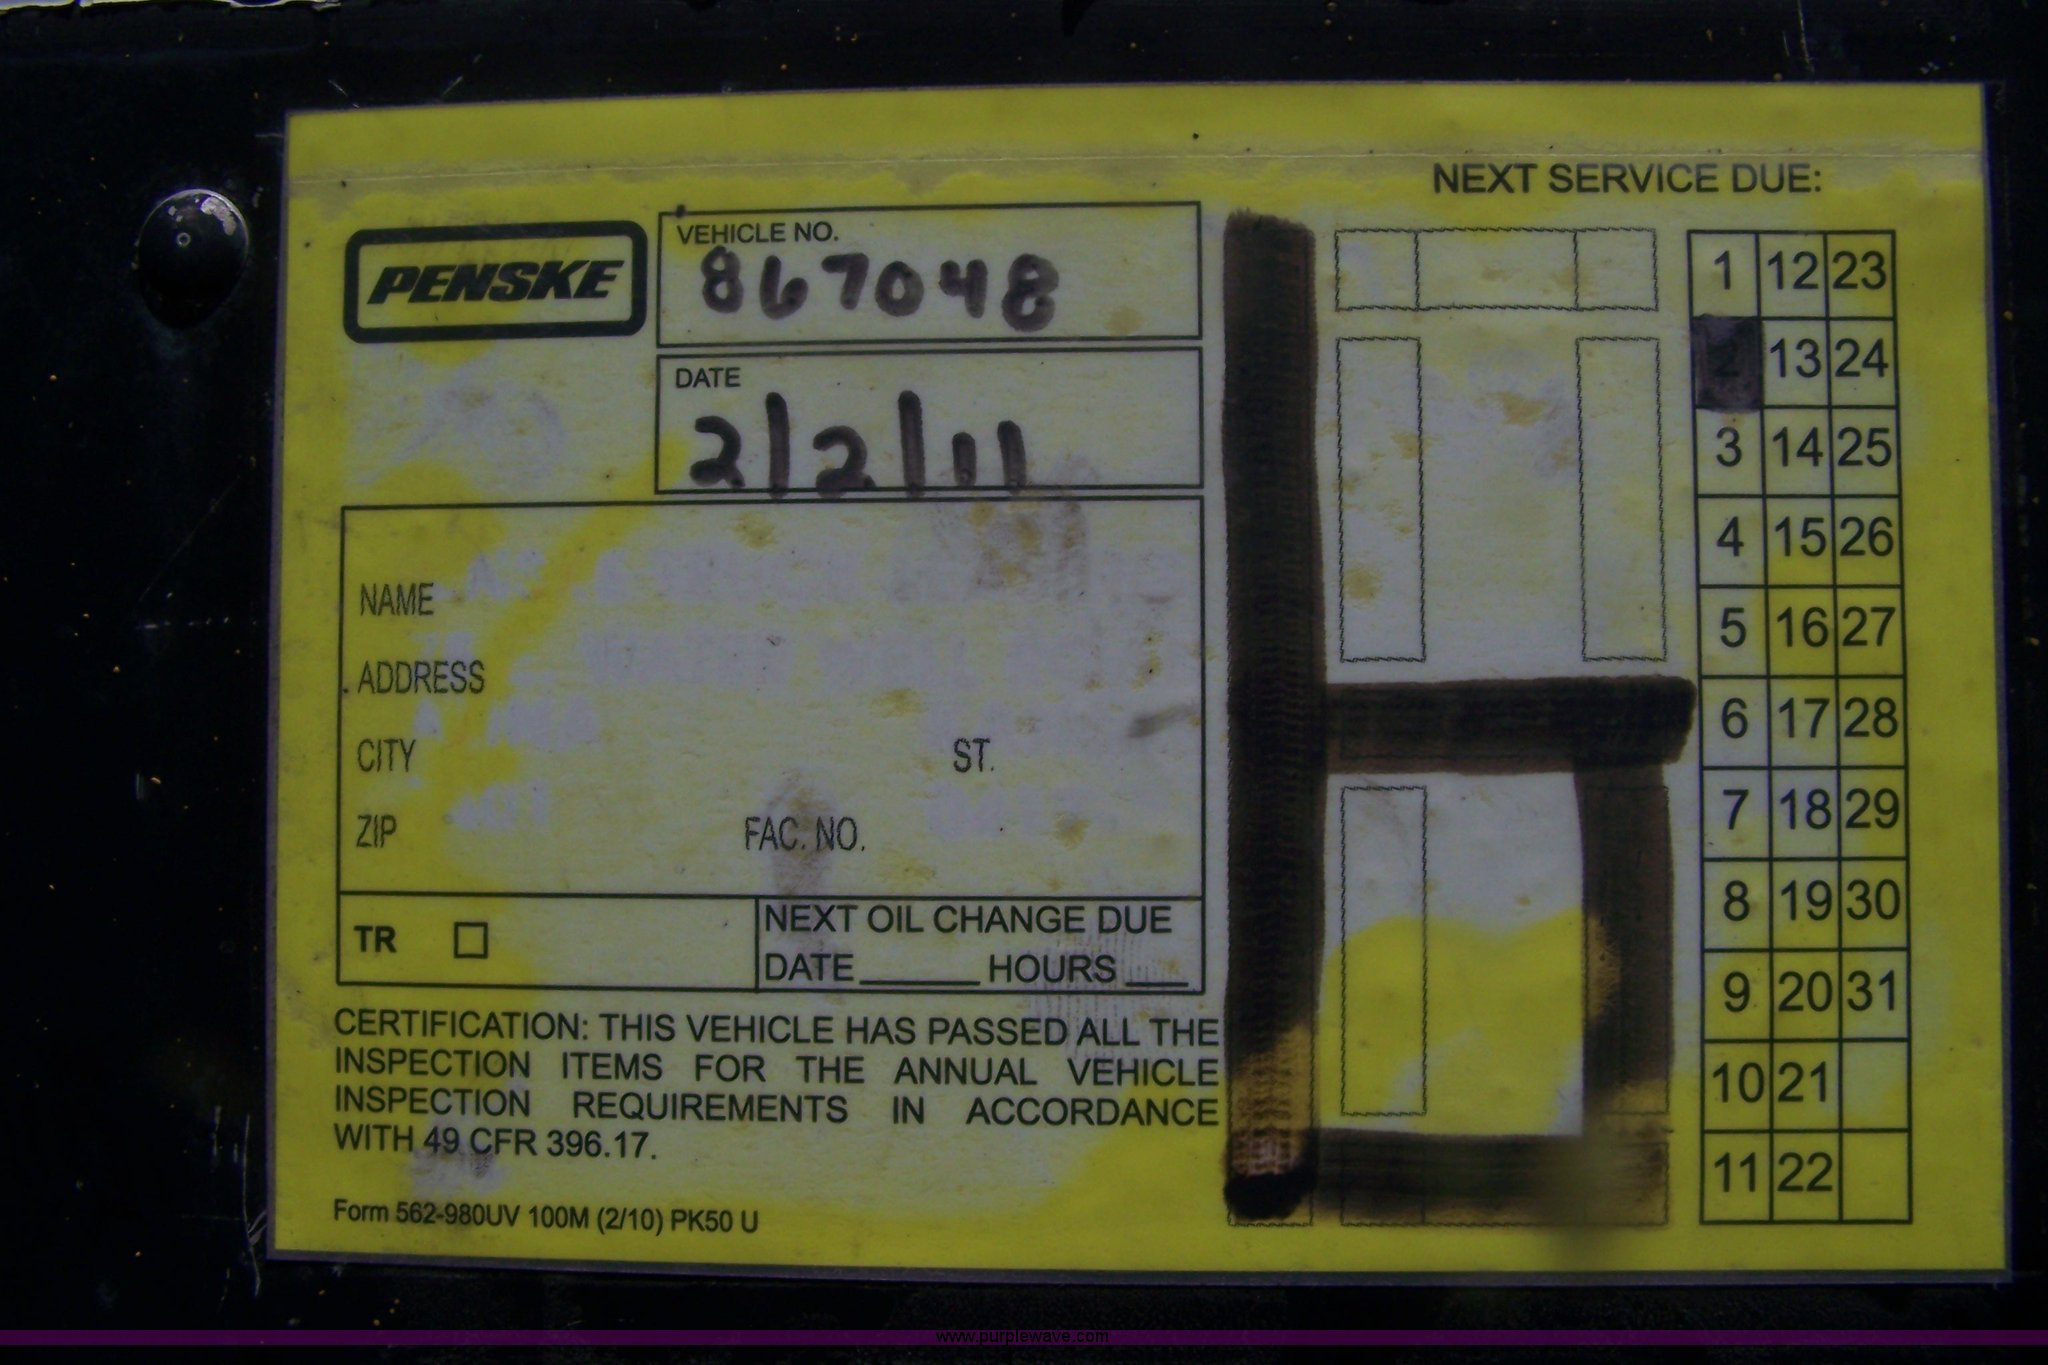 NEXT SERVICE DUE:
PENSKE
VEHICLE NO.
867048
DATE
2/2/11
NAME
ADDRESS
CITY ST.
ZIP FAC. NO.
TR
NEXT OIL CHANGE DUE
DATE______ HOURS ___
CERTIFICATION: THIS VEHICLE HAS PASSED ALL THE
INSPECTION ITEMS FOR THE ANNUAL VEHICLE
INSPECTION REQUIREMENTS IN ACCORDANCE
WITH 49 CFR 396.17.
Form 562-980UV 100M (2/10) PK50 U
6
1 12 23
2 13 24
3 14 25
4 15 26
5 16 27
6 17 28
7 18 29
8 19 30
9 20 31
10 21
11 22
www.purplewave.com